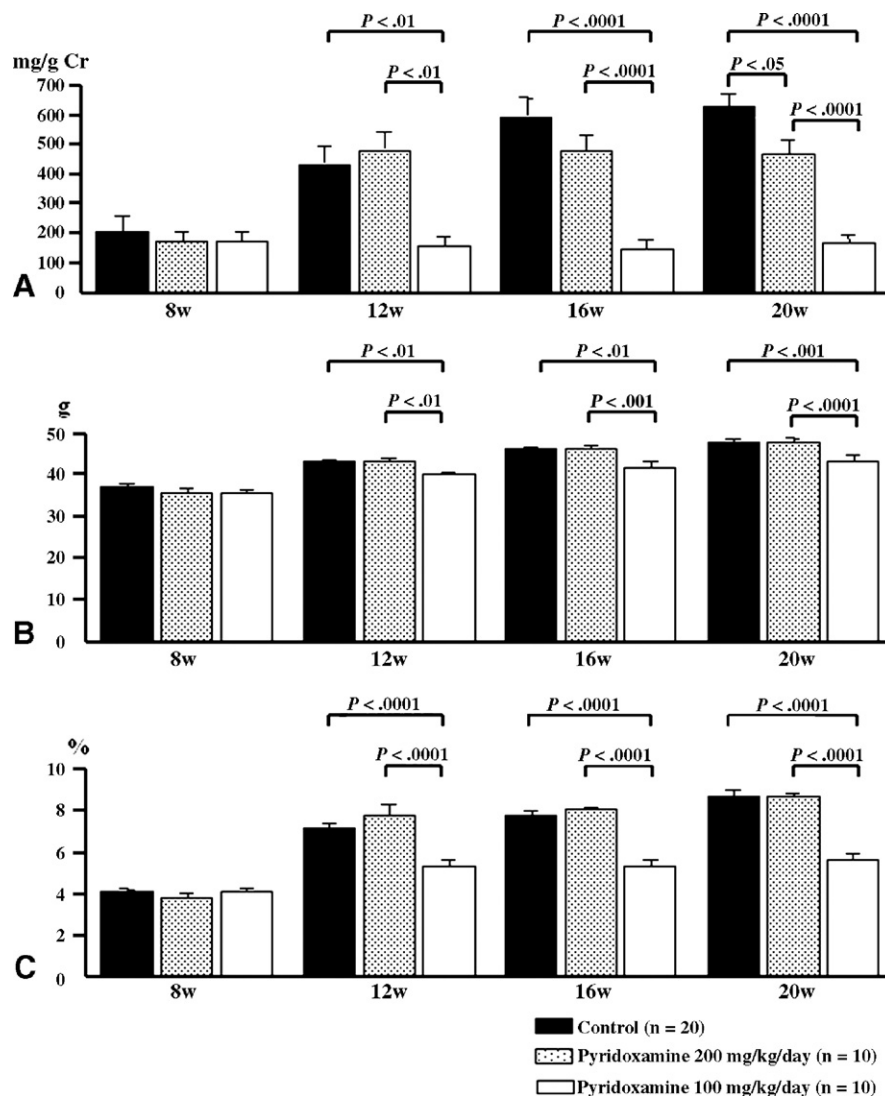 P < .01 P < .0001 P < .0001
mg/g Cr
P < .01 P < .0001 P < .05
P < .0001
700
600
500
400
300
200
100
0
A
8w 12w 16w 20w
P < .01 P < .01 P < .001
g
P < .01 P < .001 P < .0001
50
40
30
20
10
0
B
8w 12w 16w 20w
P < .0001 P < .0001 P < .0001
%
P < .0001 P < .0001 P < .0001
10
8
6
4
2
0
C
8w 12w 16w 20w
Control (n = 20)
Pyridoxamine 200 mg/kg/day (n = 10)
Pyridoxamine 100 mg/kg/day (n = 10)